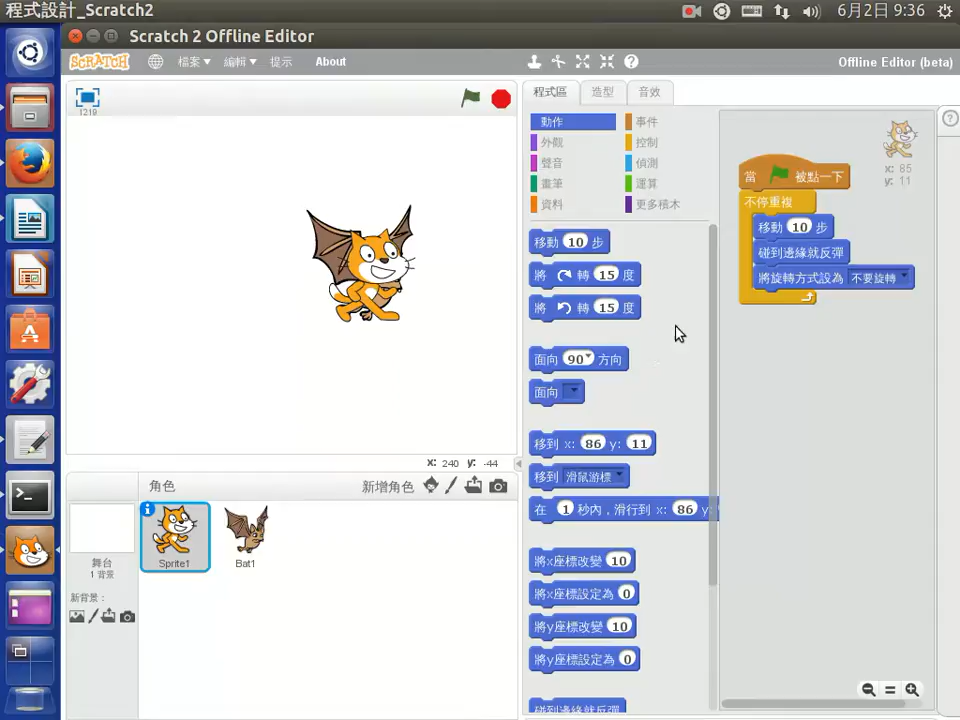 程式設計_Scratch2
6月2日 9:36
Scratch 2 Offline Editor
SCRATCH 檔案 編輯 提示 About
Offline Editor (beta)
1219
程式區 造型 音效
動作 事件
外觀 控制
聲音 偵測
畫筆 運算
資料 更多積木
移動 10 步
將 轉 15 度
將 轉 15 度
面向 90 方向
面向
移到 x: 86 y: 11
移到 滑鼠游標
在 1 秒內，滑行到 x: 86 y:
將x座標改變 10
將x座標設定為 0
將y座標改變 10
將y座標設定為 0
碰到邊緣就反彈
x: 85
y: 11
當 被點一下
不停重複
移動 10 步
碰到邊緣就反彈
將旋轉方式設為 不要旋轉
x: 240 y: -44
角色 新增角色
舞台
1 背景
新背景：
Sprite1
Bat1